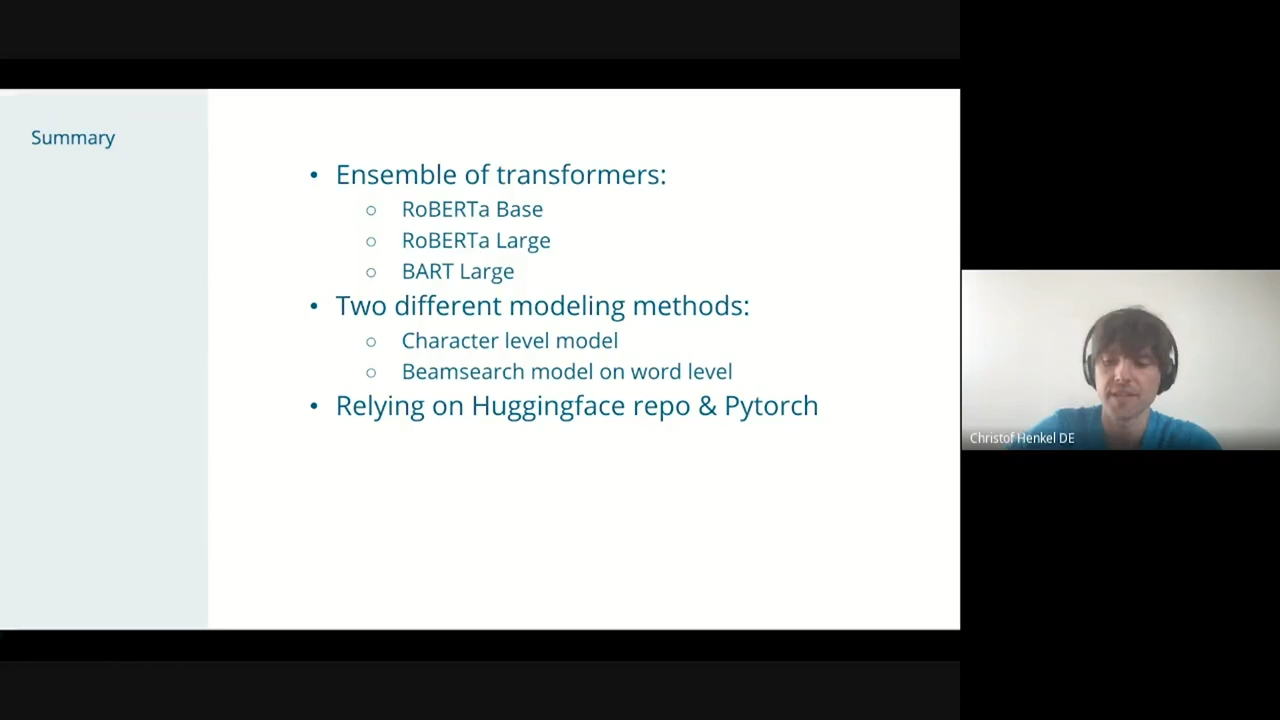 Summary
• Ensemble of transformers:
○ RoBERTa Base
○ RoBERTa Large
○ BART Large
• Two different modeling methods:
○ Character level model
○ Beamsearch model on word level
• Relying on Huggingface repo & Pytorch
Christof Henkel DE